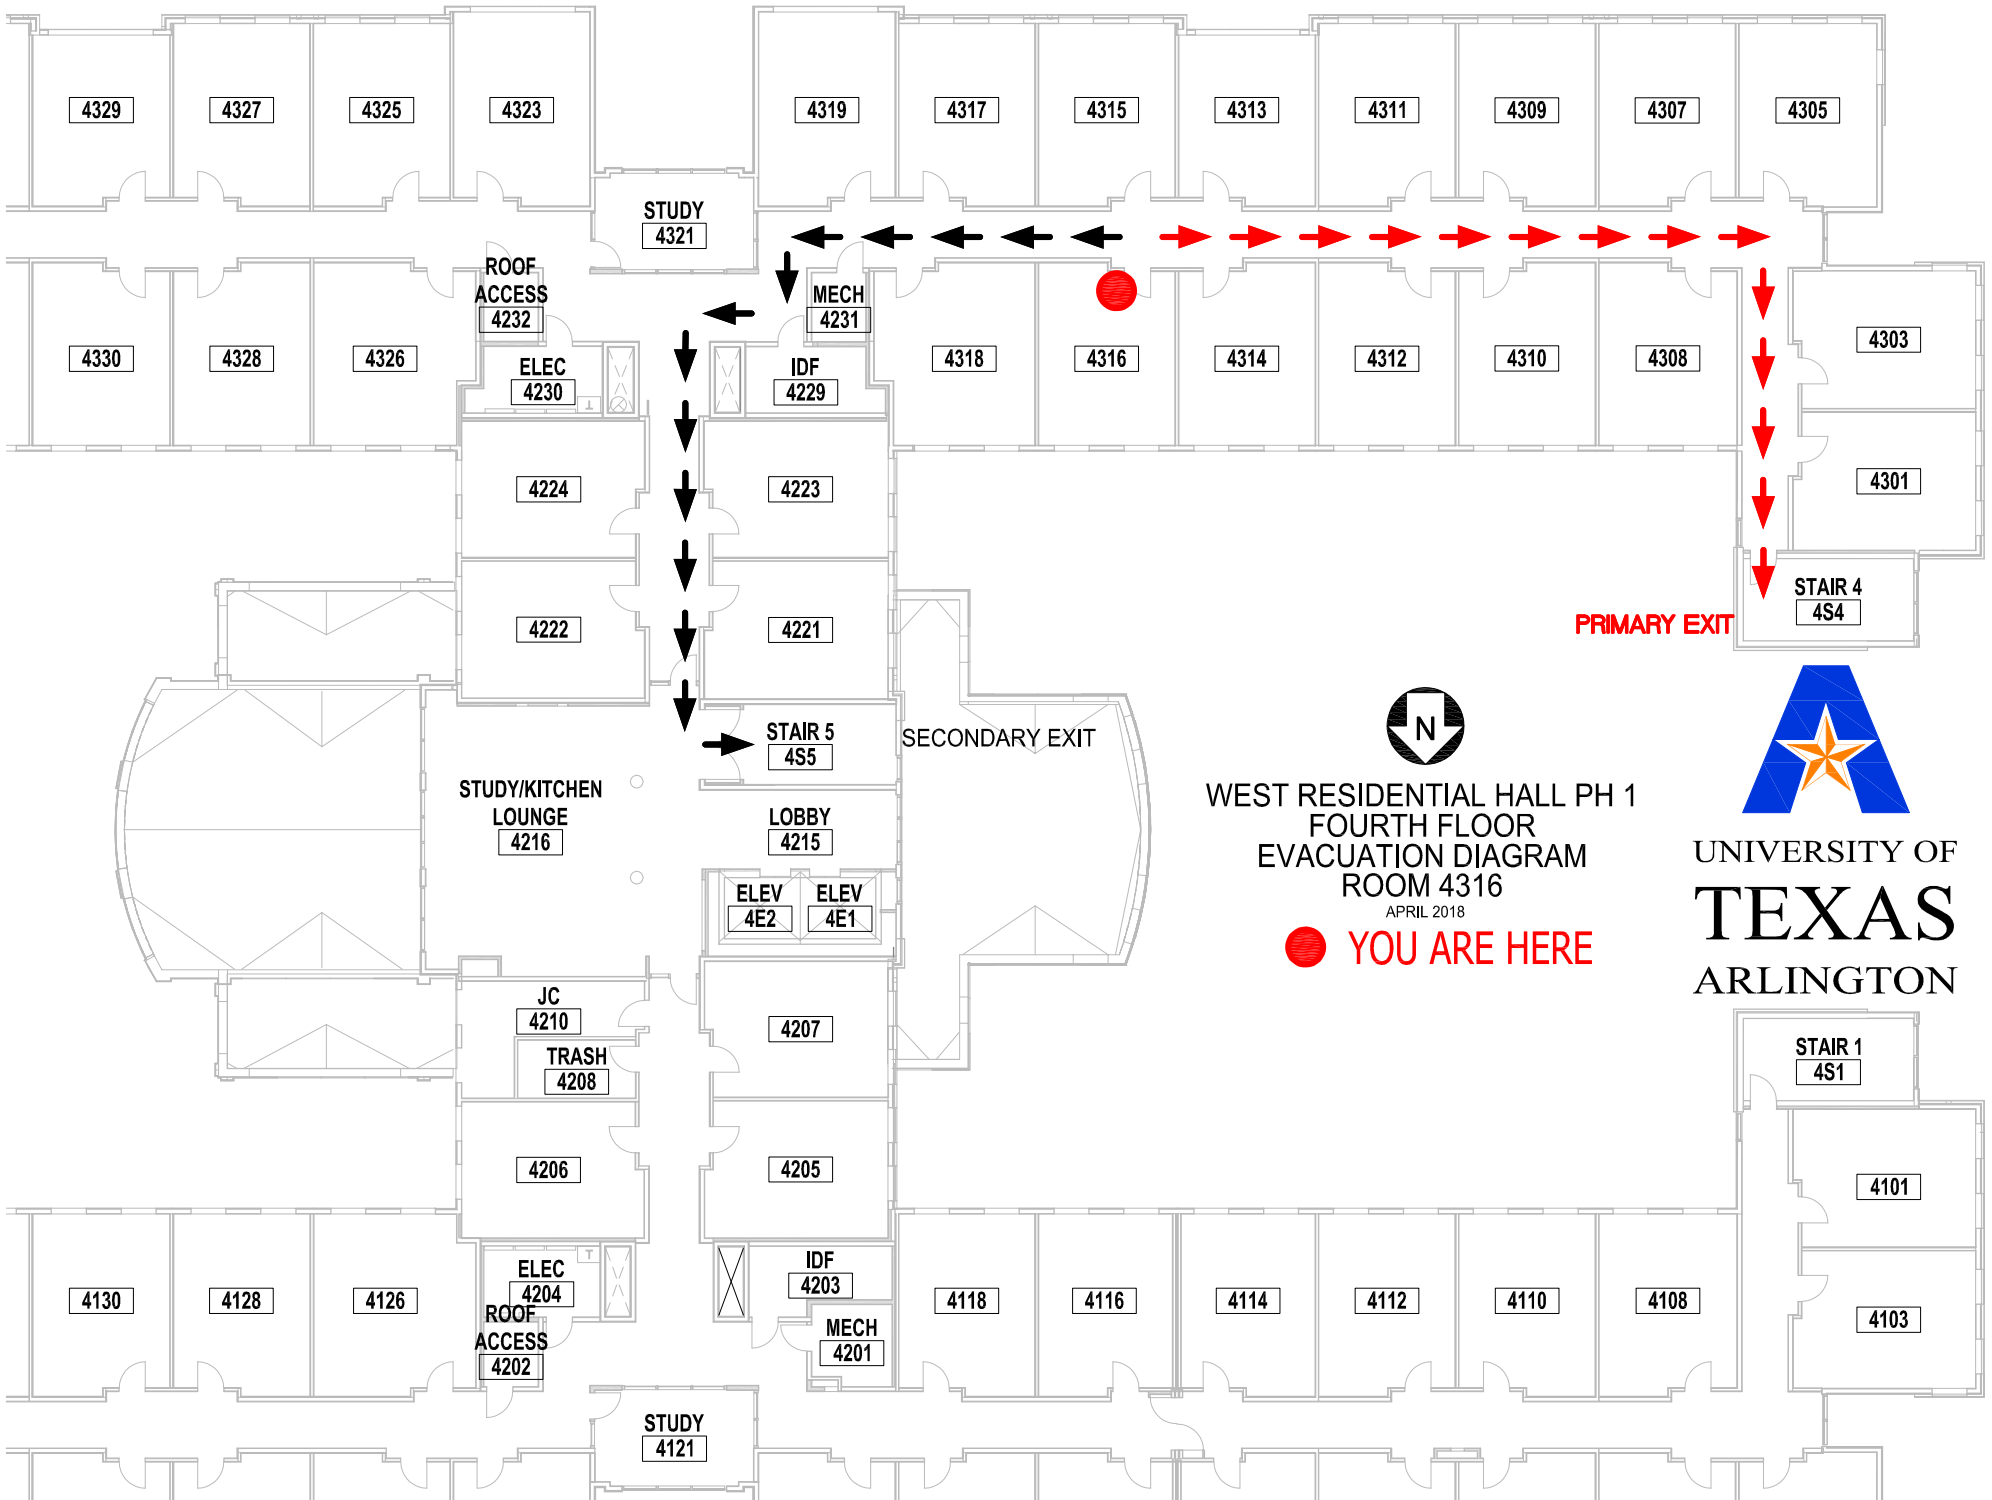 4329
4327
4325
4323
4319
4317
4315
4313
4311
4309
4307
4305
STUDY
4321
ROOF
ACCESS
4232
MECH
4231
4330
4328
4326
ELEC
4230
IDF
4229
4318
4316
4314
4312
4310
4308
4303
4301
4224
4223
4222
4221
STAIR 4
4S4
PRIMARY EXIT
STAIR 5
4S5
SECONDARY EXIT
N
STUDY/KITCHEN
LOUNGE
4216
LOBBY
4215
ELEV
4E2
ELEV
4E1
WEST RESIDENTIAL HALL PH 1
FOURTH FLOOR
EVACUATION DIAGRAM
ROOM 4316
APRIL 2018
YOU ARE HERE
UNIVERSITY OF
TEXAS
ARLINGTON
JC
4210
TRASH
4208
4207
STAIR 1
4S1
4206
4205
4101
4103
ELEC
4204
ROOF
ACCESS
4202
IDF
4203
MECH
4201
4130
4128
4126
4118
4116
4114
4112
4110
4108
STUDY
4121